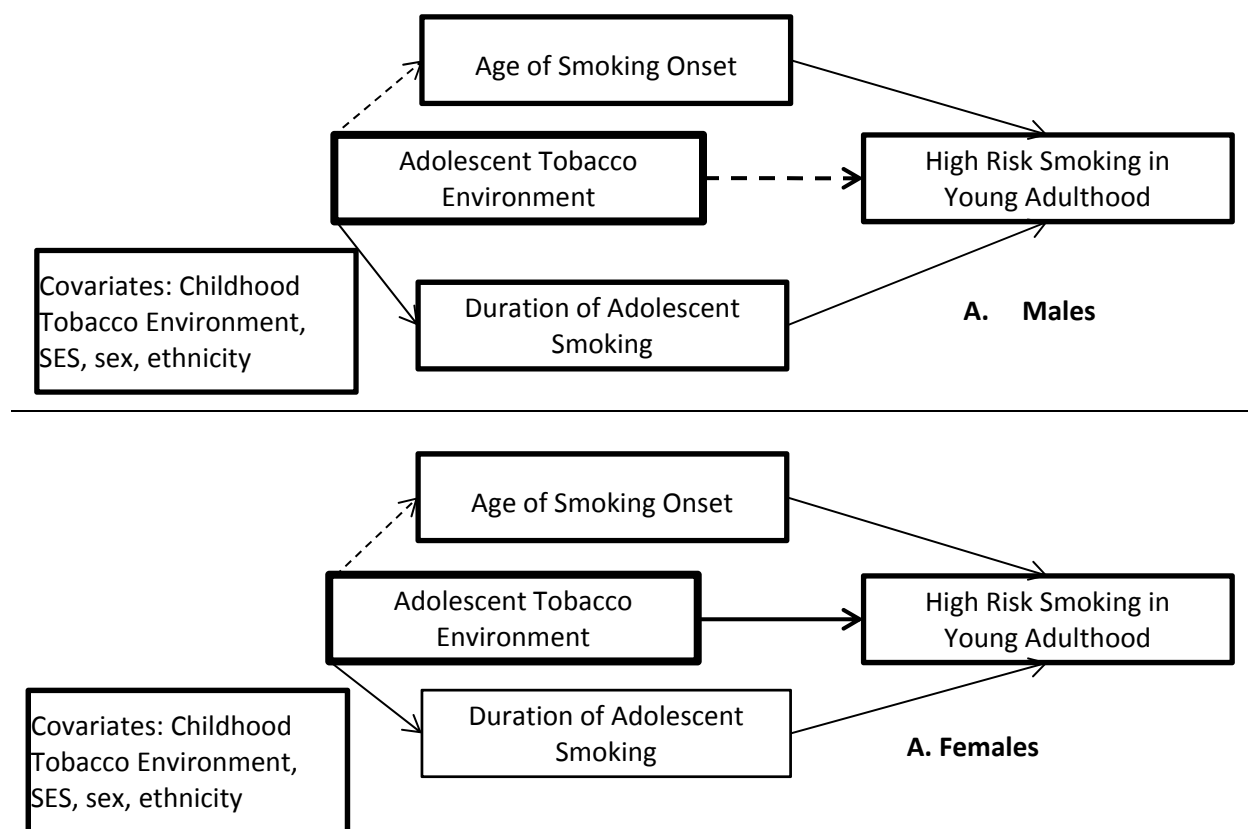 Age of Smoking Onset
Adolescent Tobacco
Environment
High Risk Smoking in
Young Adulthood
Covariates: Childhood
Tobacco Environment,
SES, sex, ethnicity
Duration of Adolescent
Smoking
A. Males
Age of Smoking Onset
Adolescent Tobacco
Environment
High Risk Smoking in
Young Adulthood
Covariates: Childhood
Tobacco Environment,
SES, sex, ethnicity
Duration of Adolescent
Smoking
A. Females